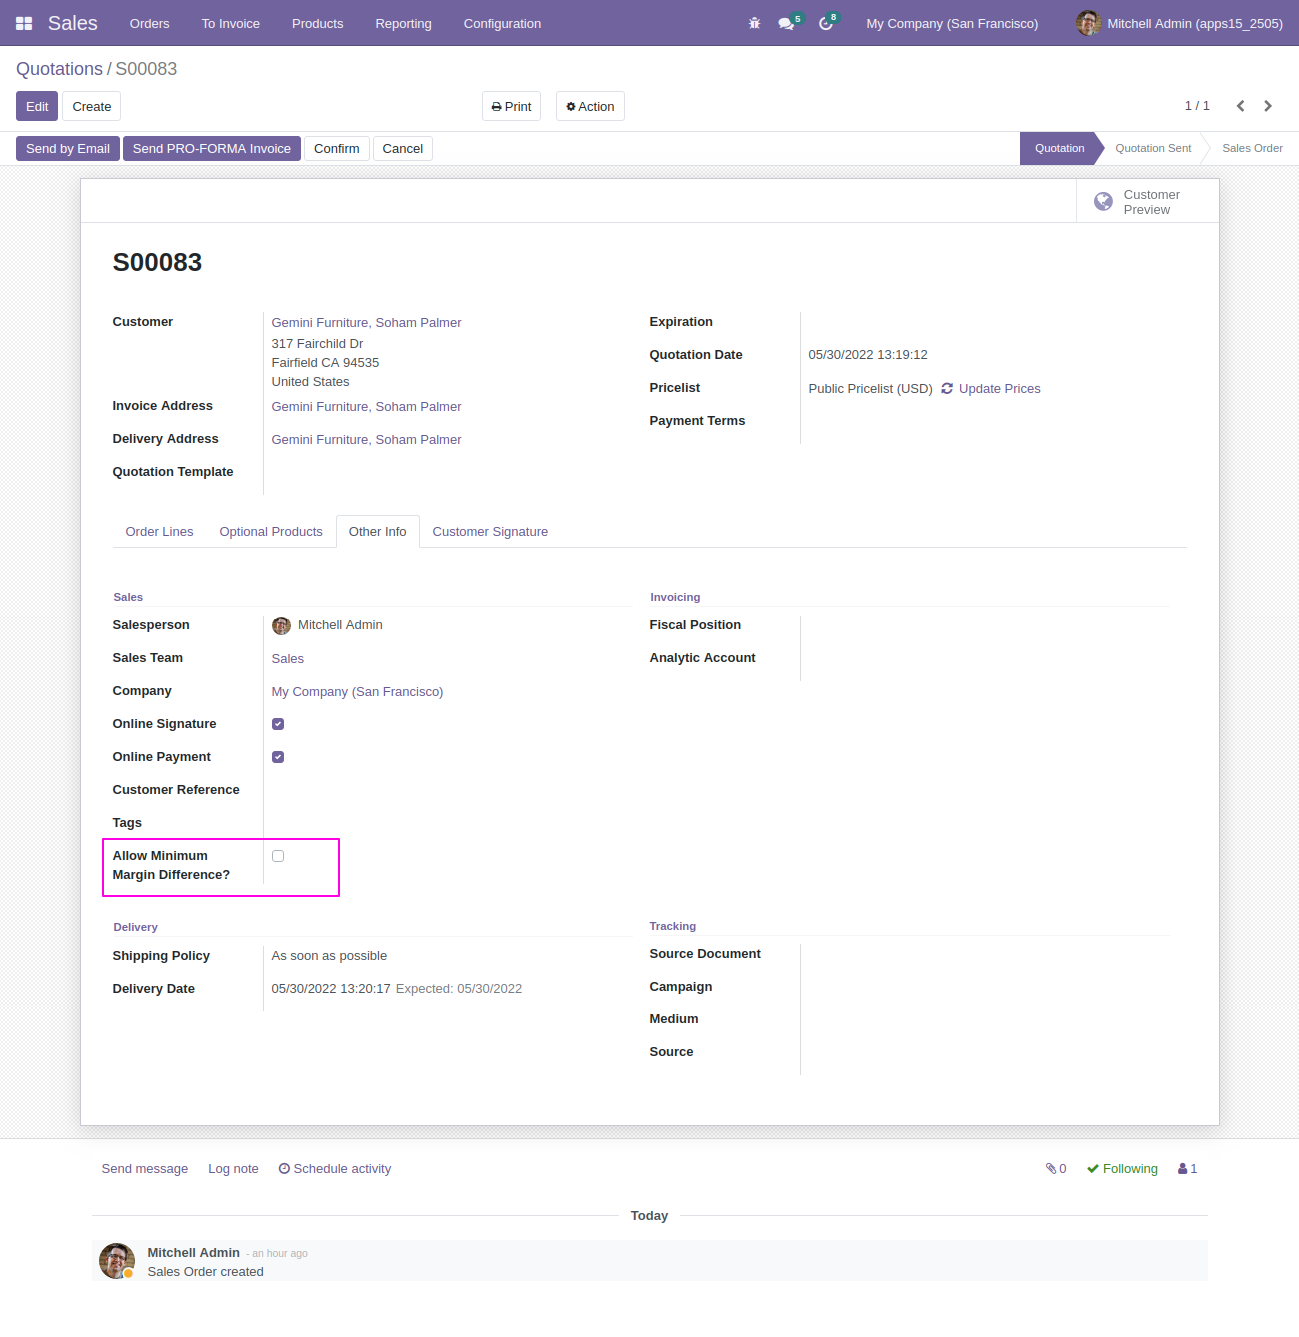 Sales Orders To Invoice Products Reporting Configuration 5 8 My Company (San Francisco) Mitchell Admin (apps15_2505)
Quotations / S00083
Edit Create Print Action 1 / 1
Send by Email Send PRO-FORMA Invoice Confirm Cancel Quotation Quotation Sent Sales Order
Customer
Preview
S00083
Customer Gemini Furniture, Soham Palmer
317 Fairchild Dr
Fairfield CA 94535
United States
Invoice Address Gemini Furniture, Soham Palmer
Delivery Address Gemini Furniture, Soham Palmer
Quotation Template
Expiration
Quotation Date 05/30/2022 13:19:12
Pricelist Public Pricelist (USD) Update Prices
Payment Terms
Order Lines Optional Products Other Info Customer Signature
Sales
Salesperson Mitchell Admin
Sales Team Sales
Company My Company (San Francisco)
Online Signature
Online Payment
Customer Reference
Tags
Allow Minimum
Margin Difference?
Invoicing
Fiscal Position
Analytic Account
Delivery
Shipping Policy As soon as possible
Delivery Date 05/30/2022 13:20:17 Expected: 05/30/2022
Tracking
Source Document
Campaign
Medium
Source
Send message Log note Schedule activity 0 Following 1
Today
Mitchell Admin - an hour ago
Sales Order created